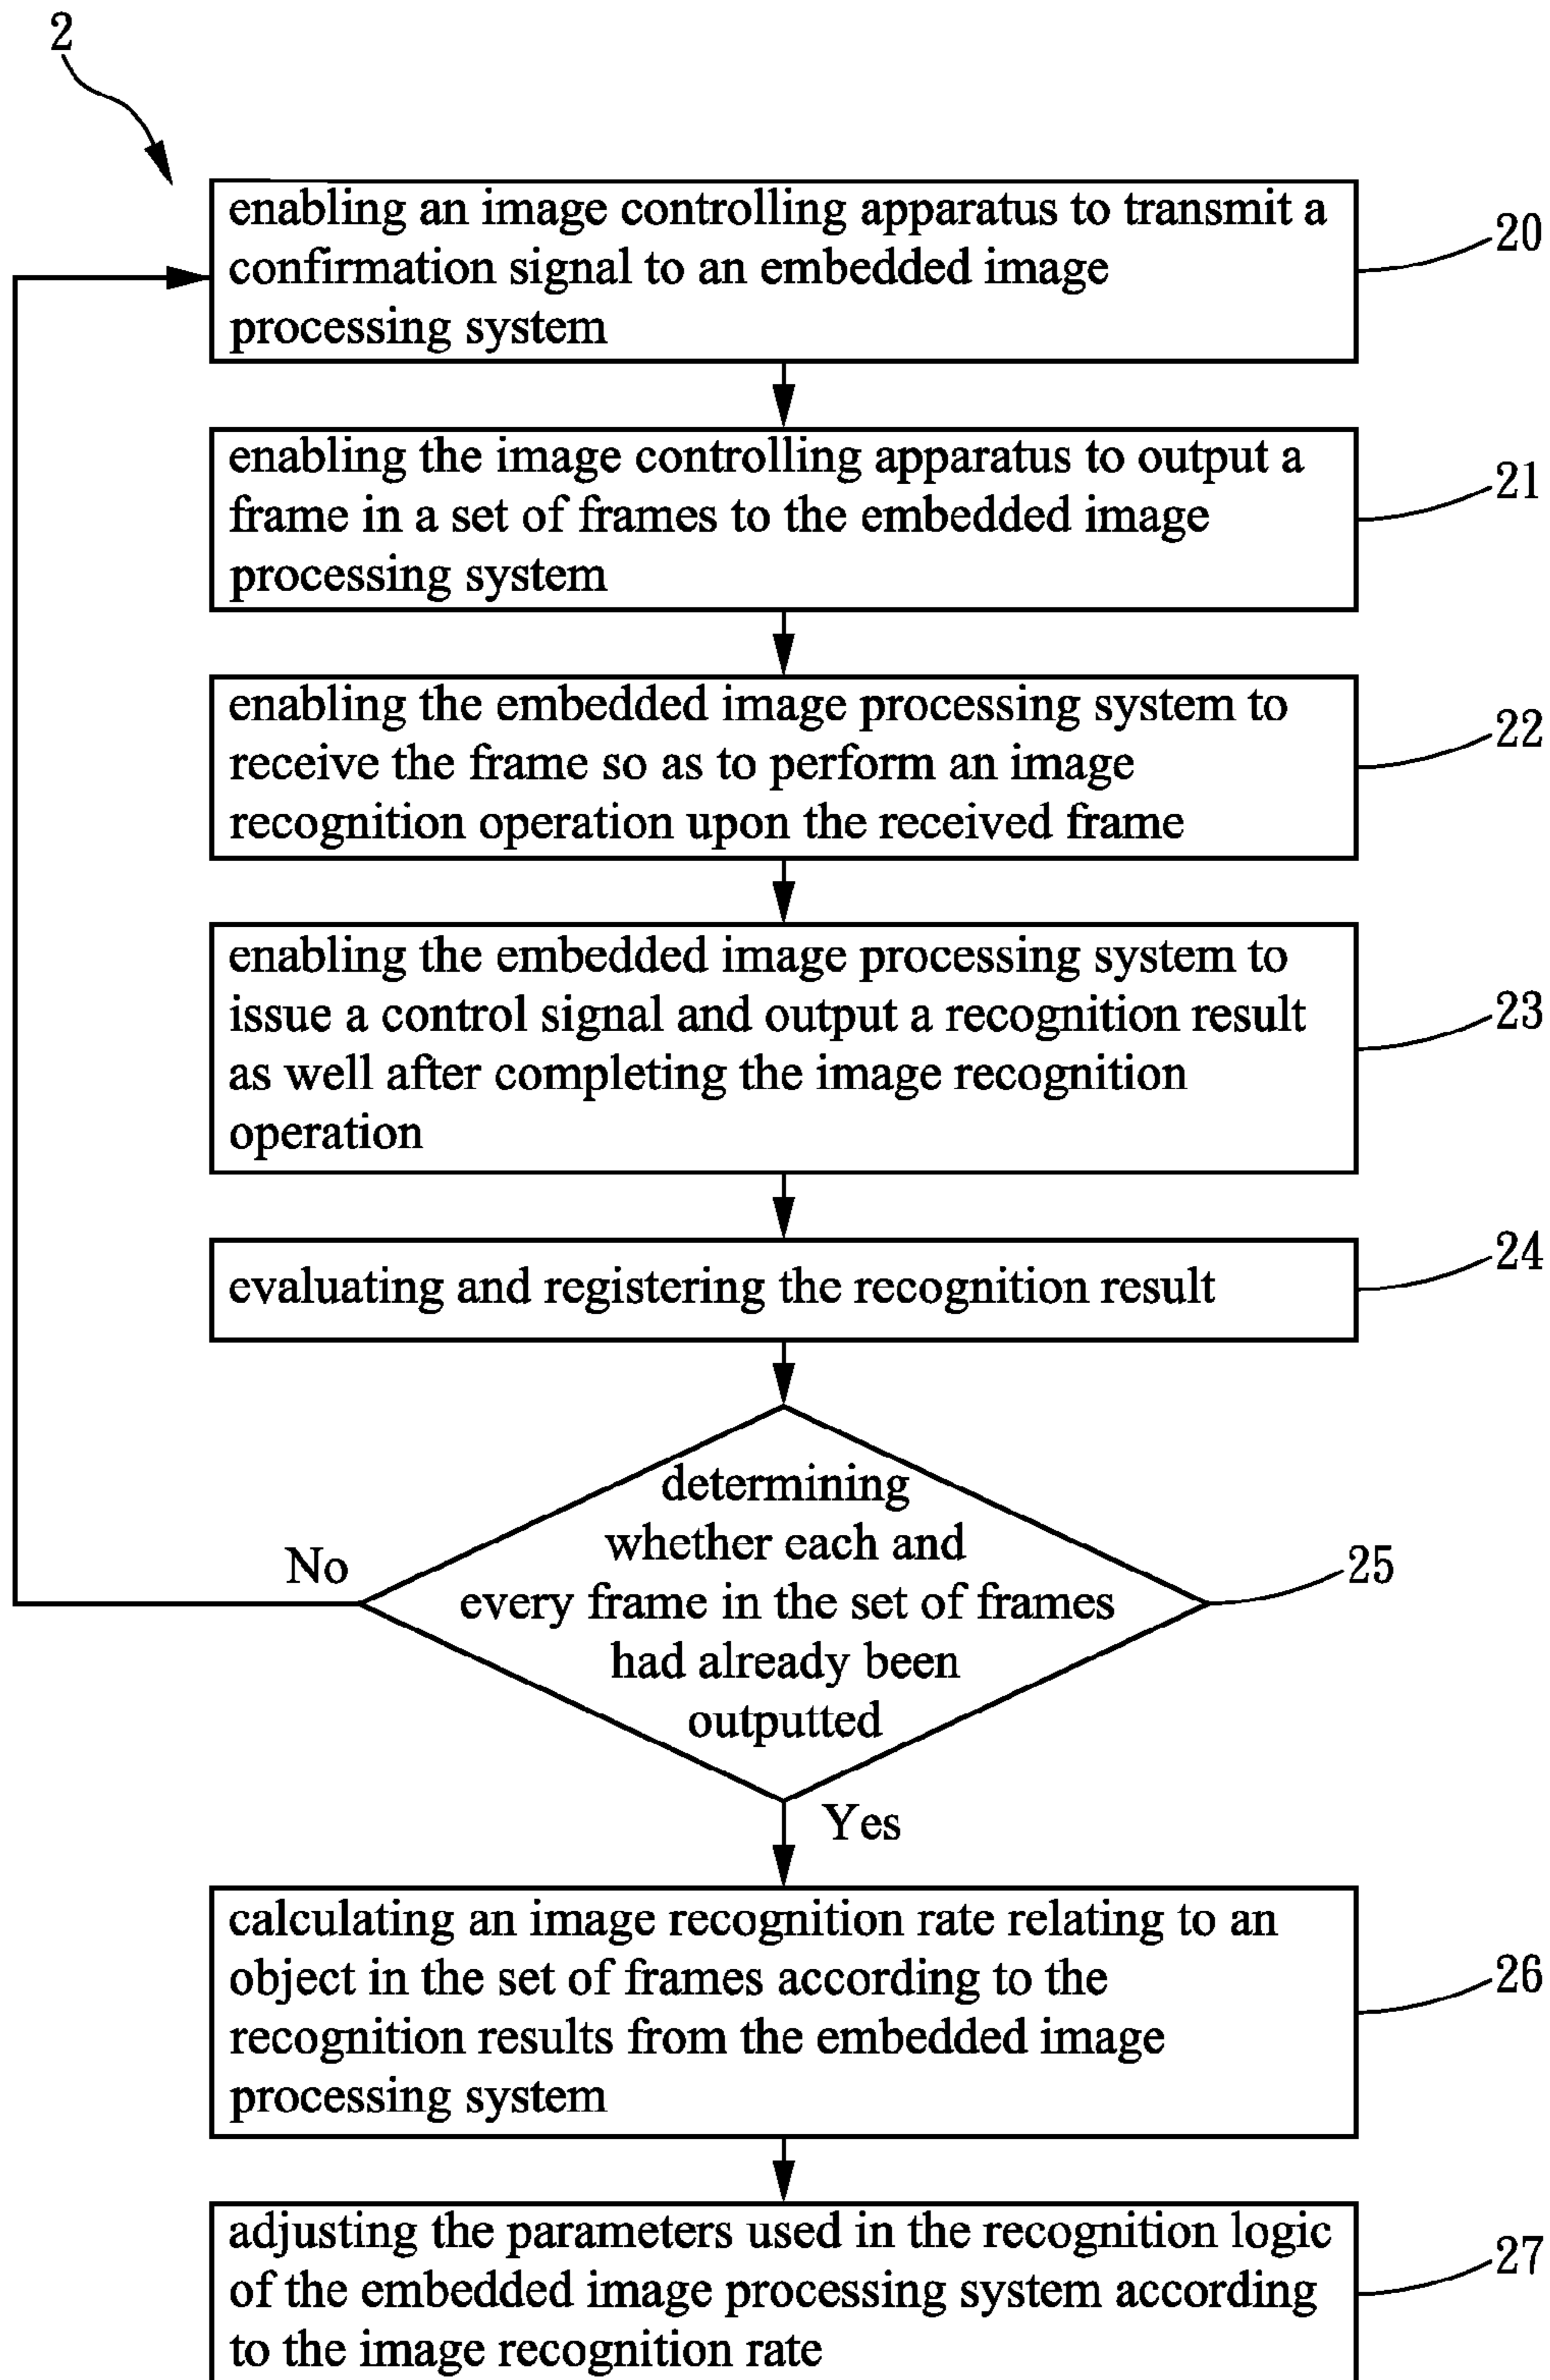 2
enabling an image controlling apparatus to transmit a
confirmation signal to an embedded image
processing system
20
enabling the image controlling apparatus to output a
frame in a set of frames to the embedded image
processing system
21
enabling the embedded image processing system to
receive the frame so as to perform an image
recognition operation upon the received frame
22
enabling the embedded image processing system to
issue a control signal and output a recognition result
as well after completing the image recognition
operation
23
evaluating and registering the recognition result
24
determining
whether each and
every frame in the set of frames
had already been
outputted
25
No
Yes
calculating an image recognition rate relating to an
object in the set of frames according to the
recognition results from the embedded image
processing system
26
adjusting the parameters used in the recognition logic
of the embedded image processing system according
to the image recognition rate
27